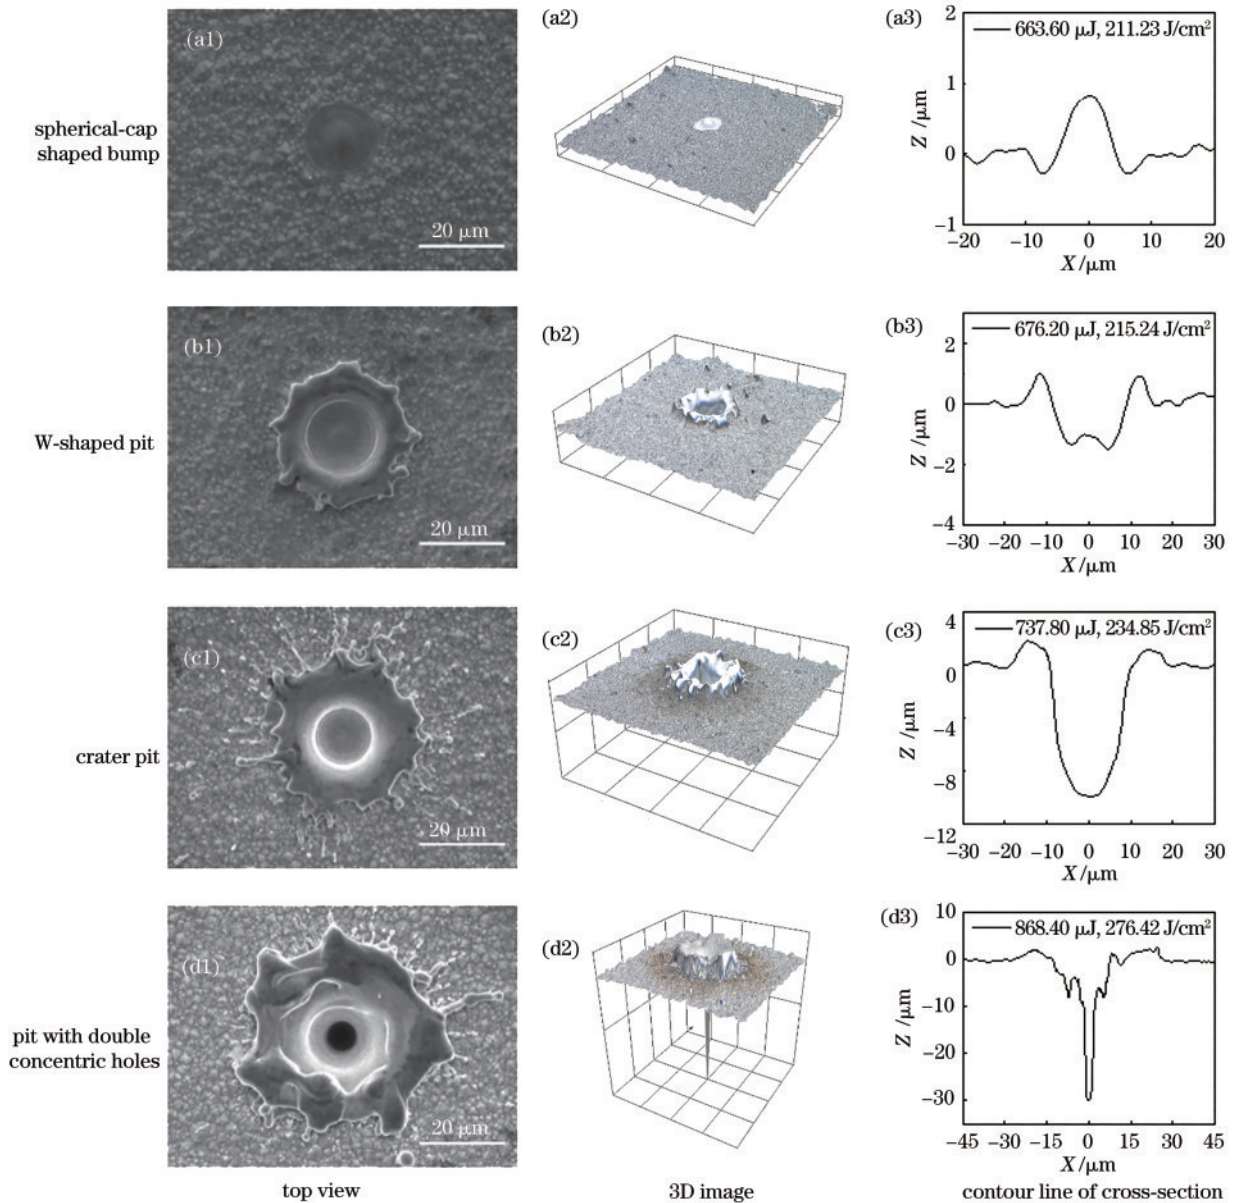 (a1)
20 μm
(a2)
(a3)
663.60 μJ, 211.23 J/cm²
2
1
0
−1
Z /μm
−20
−10
0
10
20
X/μm
spherical-cap
shaped bump
(b1)
20 μm
(b2)
(b3)
676.20 μJ, 215.24 J/cm²
2
0
−2
−4
Z /μm
−30
−20
−10
0
10
20
30
X/μm
W-shaped pit
(c1)
20 μm
(c2)
(c3)
737.80 μJ, 234.85 J/cm²
4
0
−4
−8
−12
Z /μm
−30
−20
−10
0
10
20
30
X/μm
crater pit
(d1)
20 μm
(d2)
(d3)
868.40 μJ, 276.42 J/cm²
10
0
−10
−20
−30
Z /μm
−45
−30
−15
0
15
30
45
X/μm
pit with double
concentric holes
top view
3D image
contour line of cross-section